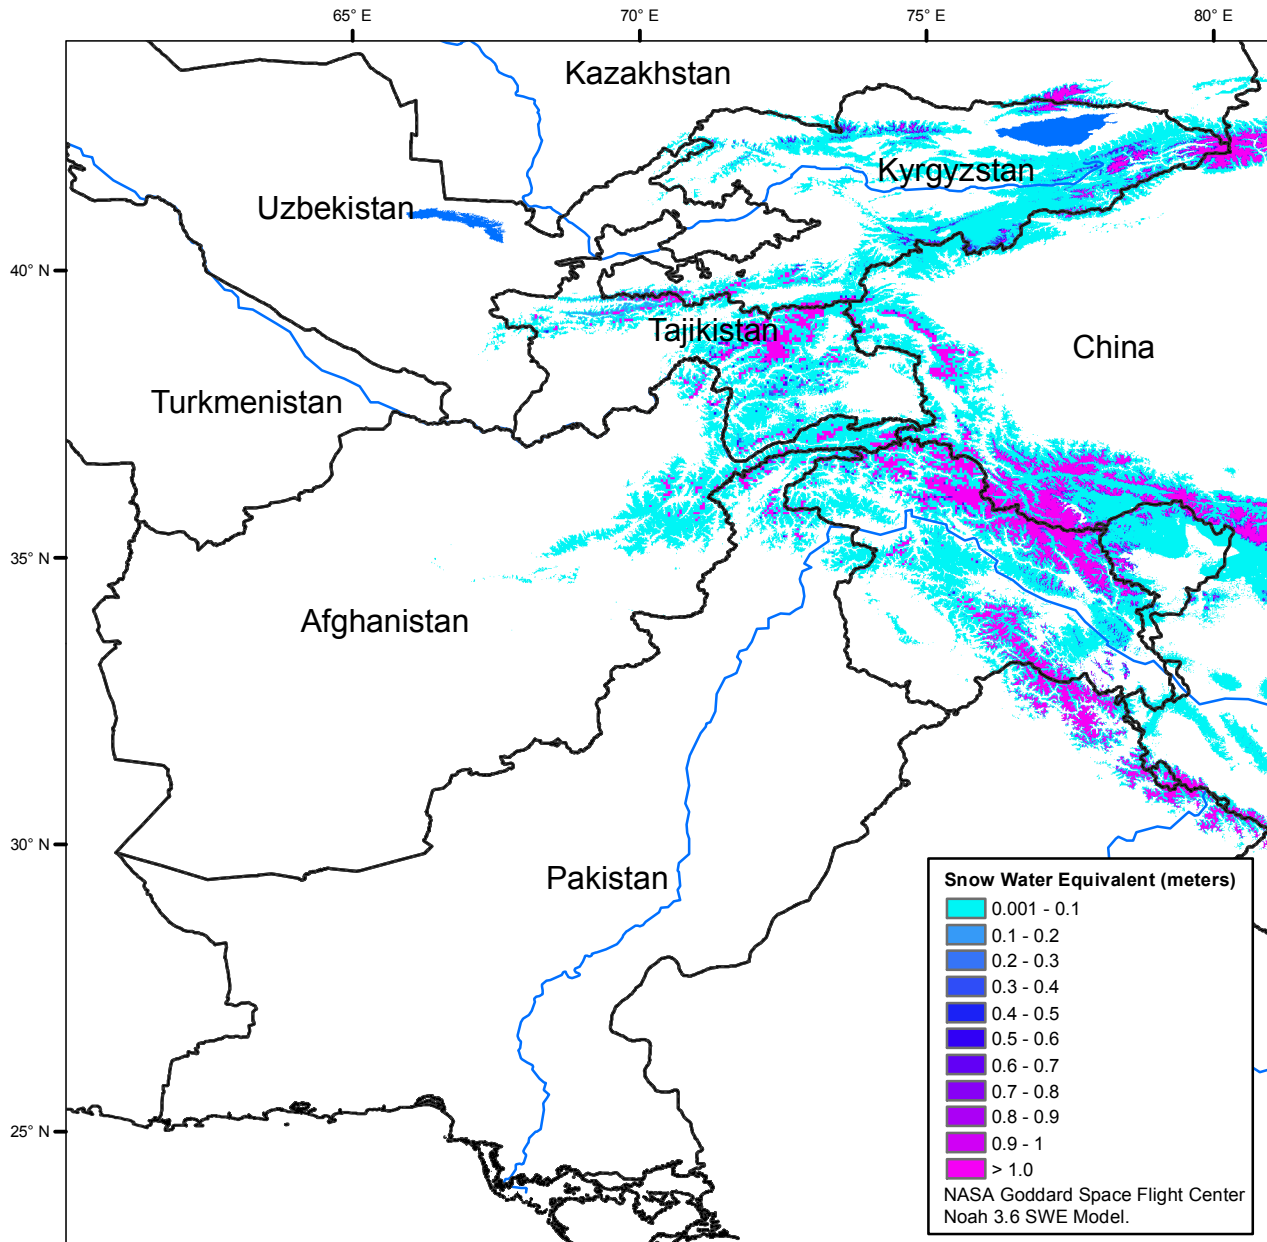 65° E
70° E
75° E
80° E
Kazakhstan
Kyrgyzstan
Uzbekistan
40° N
Tajikistan
China
Turkmenistan
35° N
Afghanistan
30° N
Pakistan
25° N
Snow Water Equivalent (meters)
0.001 - 0.1
0.1 - 0.2
0.2 - 0.3
0.3 - 0.4
0.4 - 0.5
0.5 - 0.6
0.6 - 0.7
0.7 - 0.8
0.8 - 0.9
0.9 - 1
> 1.0
NASA Goddard Space Flight Center
Noah 3.6 SWE Model.